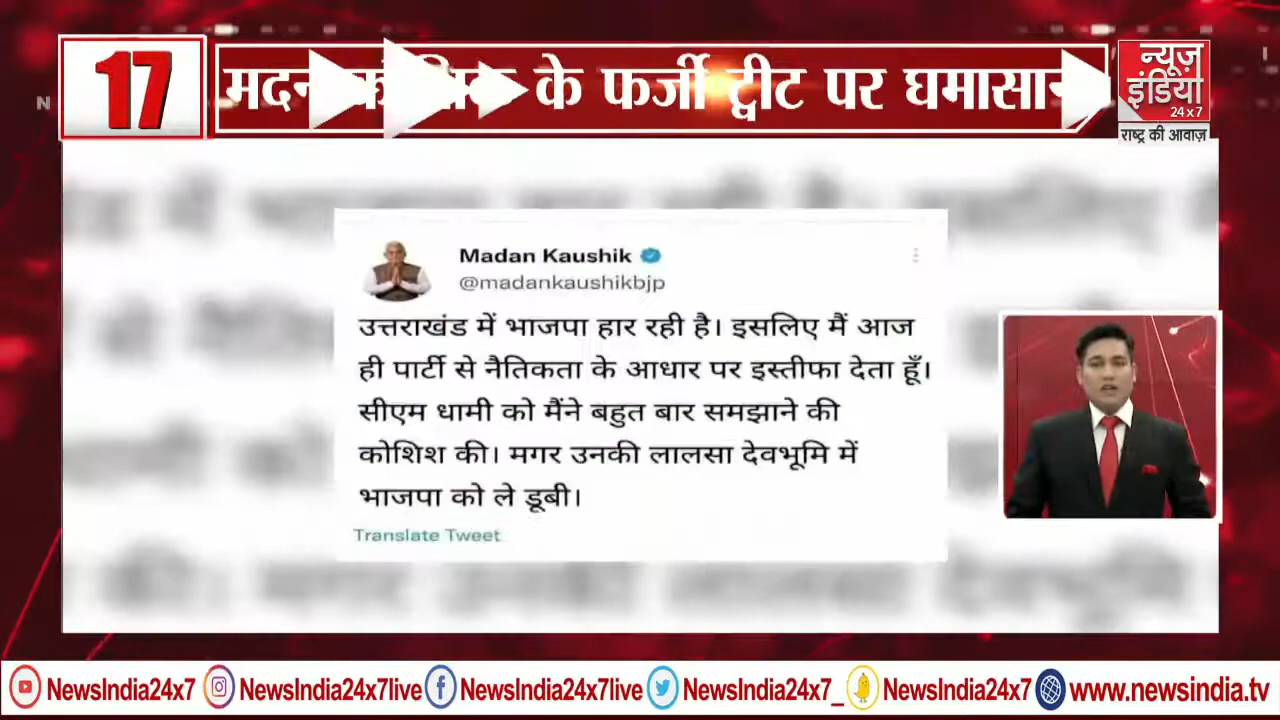 17
के फर्जी ट्वीट पर घमासान
न्यूज़
इंडिया
24x7
राष्ट्र की आवाज़
Madan Kaushik
@madankaushikbjp
उत्तराखंड में भाजपा हार रही है। इसलिए मैं आज
ही पार्टी से नैतिकता के आधार पर इस्तीफा देता हूँ।
सीएम धामी को मैंने बहुत बार समझाने की
कोशिश की। मगर उनकी लालसा देवभूमि में
भाजपा को ले डूबी।
Translate Tweet
NewsIndia24x7 NewsIndia24x7live NewsIndia24x7live NewsIndia24x7_ NewsIndia24x7 www.newsindia.tv